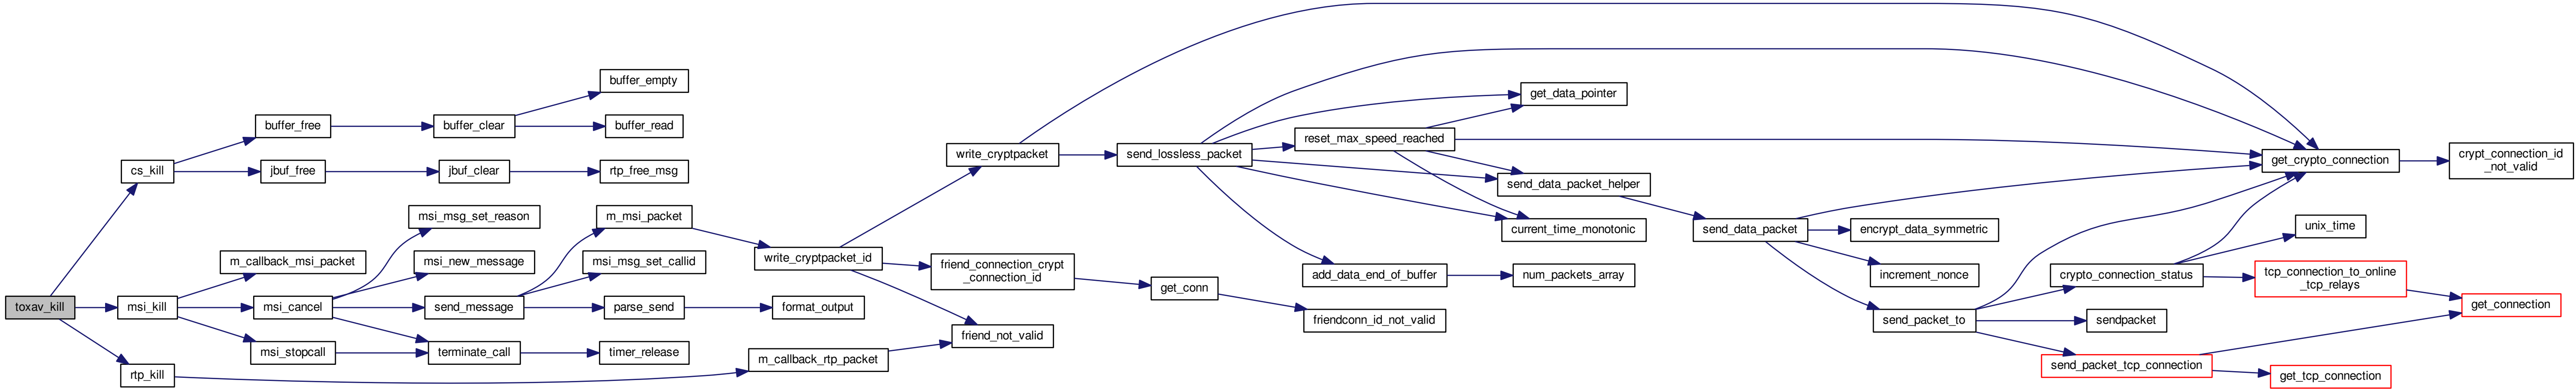 toxav_kill
cs_kill
msi_kill
rtp_kill
buffer_free
jbuf_free
m_callback_msi_packet
msi_cancel
msi_stopcall
buffer_clear
jbuf_clear
msi_msg_set_reason
msi_new_message
send_message
terminate_call
buffer_empty
buffer_read
rtp_free_msg
m_msi_packet
msi_msg_set_callid
parse_send
timer_release
format_output
write_cryptpacket_id
m_callback_rtp_packet
write_cryptpacket
friend_connection_crypt
_connection_id
friend_not_valid
send_lossless_packet
get_conn
reset_max_speed_reached
add_data_end_of_buffer
friendconn_id_not_valid
get_data_pointer
send_data_packet_helper
current_time_monotonic
num_packets_array
send_data_packet
encrypt_data_symmetric
increment_nonce
send_packet_to
crypto_connection_status
sendpacket
send_packet_tcp_connection
get_crypto_connection
unix_time
tcp_connection_to_online
_tcp_relays
get_tcp_connection
crypt_connection_id
_not_valid
get_connection